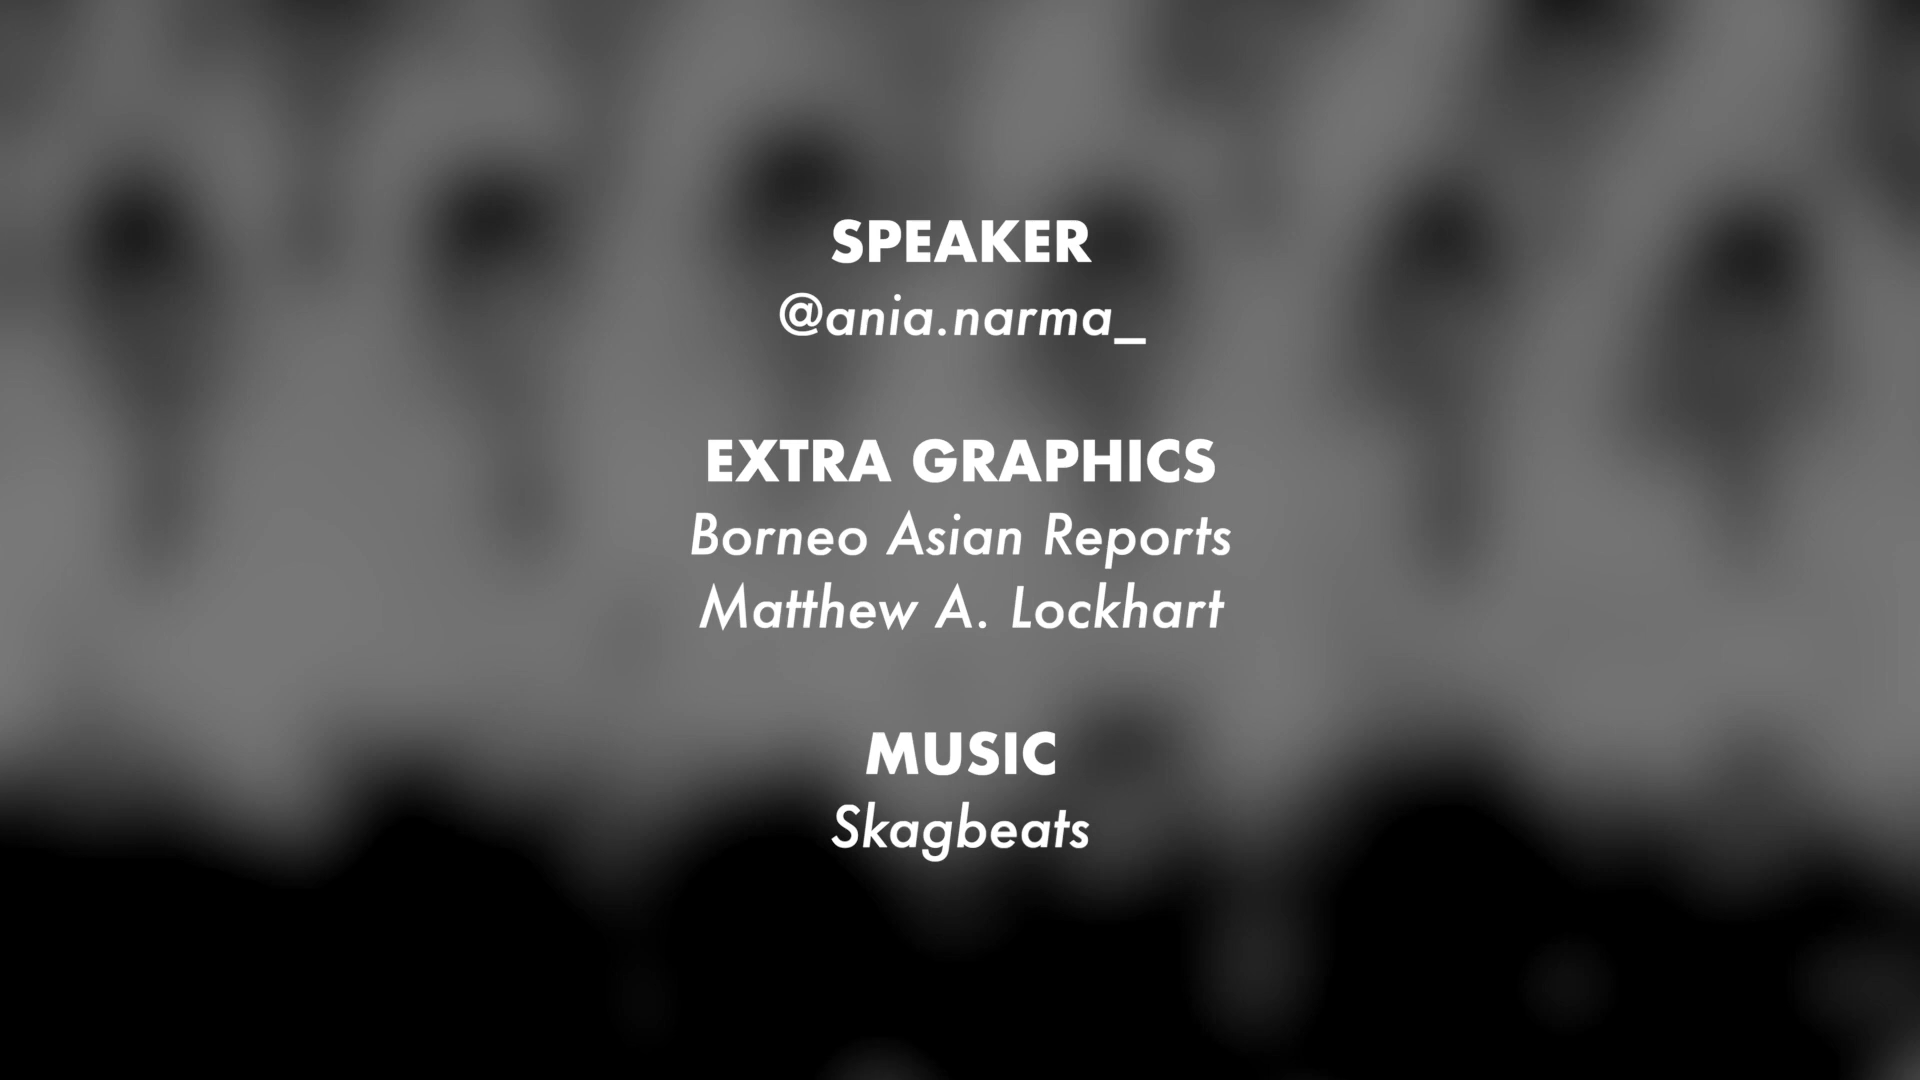 SPEAKER
@ania.narma_
EXTRA GRAPHICS
Borneo Asian Reports
Matthew A. Lockhart
MUSIC
Skagbeats